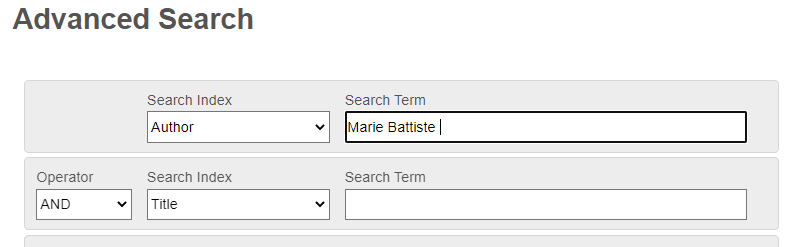 Advanced Search
Search Index Search Term
Author Marie Battiste
Operator Search Index Search Term
AND Title